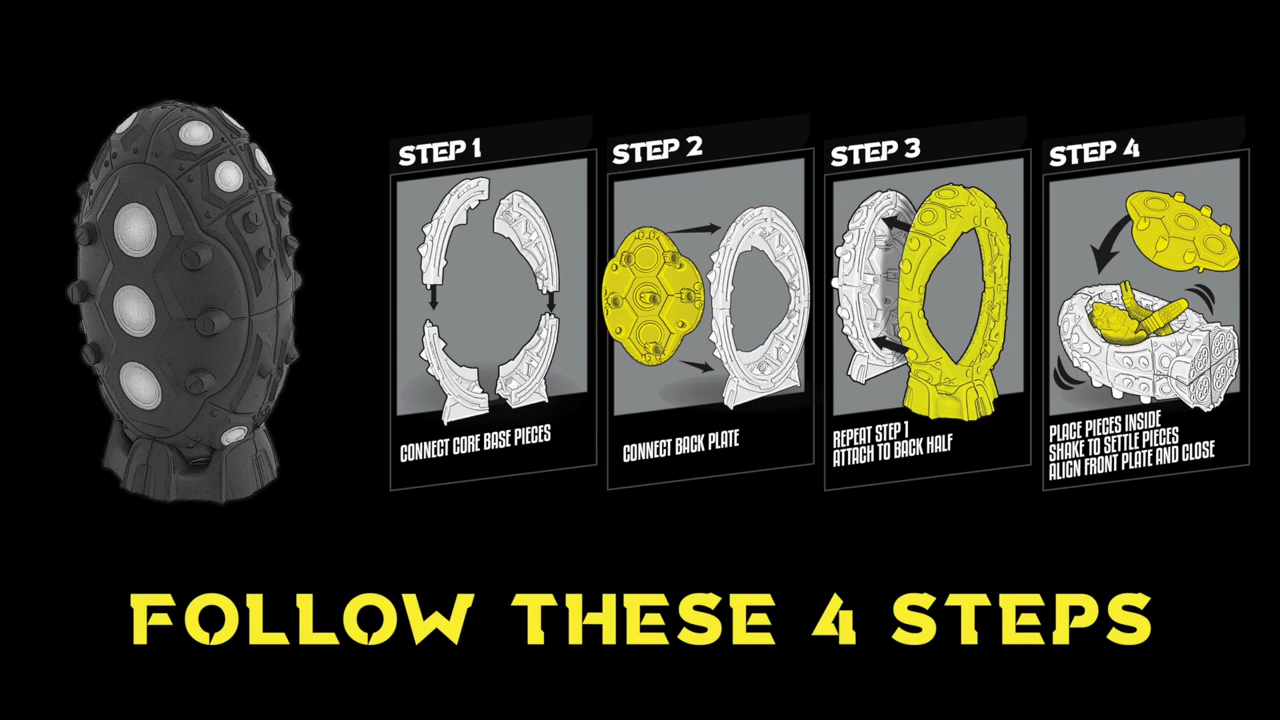 STEP 1
CONNECT CORE BASE PIECES
STEP 2
CONNECT BACK PLATE
STEP 3
REPEAT STEP 1
ATTACH TO BACK HALF
STEP 4
PLACE PIECES INSIDE
SHAKE TO SETTLE PIECES
ALIGN FRONT PLATE AND CLOSE
FOLLOW THESE 4 STEPS